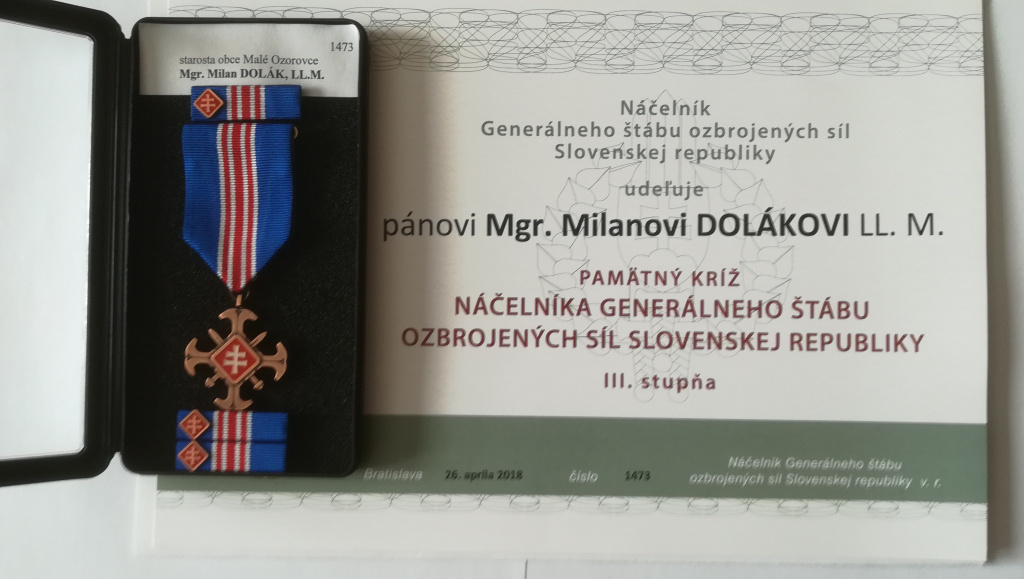 1473
starosta obce Malé Ozorovce
Mgr. Milan DOLÁK, LL.M.
Náčelník
Generálneho štábu ozbrojených síl
Slovenskej republiky
udeľuje
pánovi Mgr. Milanovi DOLÁKOVI LL. M.
PAMÄTNÝ KRÍŽ
NÁČELNÍKA GENERÁLNEHO ŠTÁBU
OZBROJENÝCH SÍL SLOVENSKEJ REPUBLIKY
III. stupňa
Bratislava 26. apríla 2018 číslo 1473
Náčelník Generálneho štábu
ozbrojených síl Slovenskej republiky v. r.